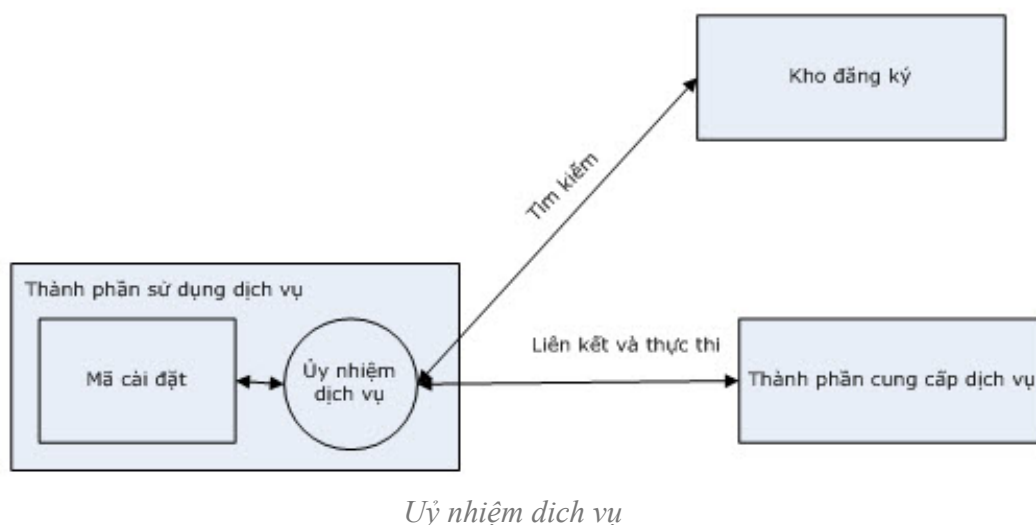 Kho đăng ký
Tìm kiếm
Thành phần sử dụng dịch vụ
Mã cài đặt
Ủy nhiệm
dịch vụ
Liên kết và thực thi
Thành phần cung cấp dịch vụ
Uỷ nhiệm dich vụ